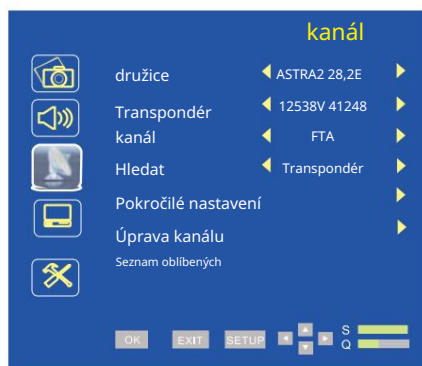 kanál
družice ASTRA2 28,2E
Transpondér 12538V 41248
kanál FTA
Hledat Transpondér
Pokročilé nastavení
Úprava kanálu
Seznam oblíbených
OK EXIT SETUP S
Q